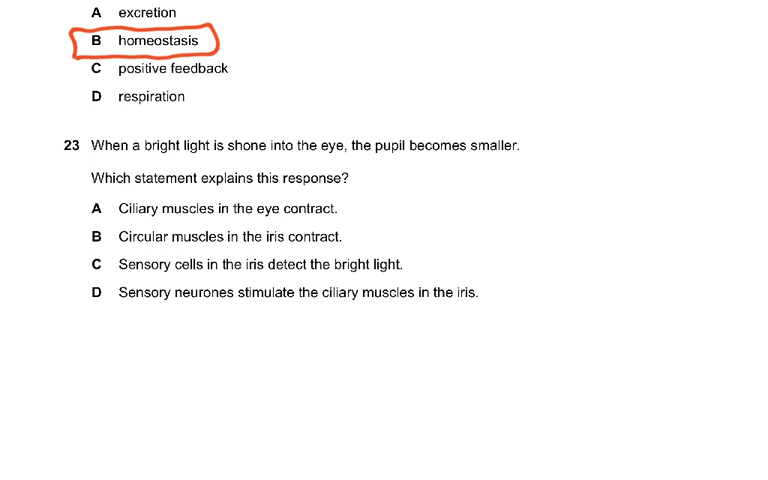 A excretion
B homeostasis
C positive feedback
D respiration
23 When a bright light is shone into the eye, the pupil becomes smaller.
Which statement explains this response?
A Ciliary muscles in the eye contract.
B Circular muscles in the iris contract.
C Sensory cells in the iris detect the bright light.
D Sensory neurones stimulate the ciliary muscles in the iris.